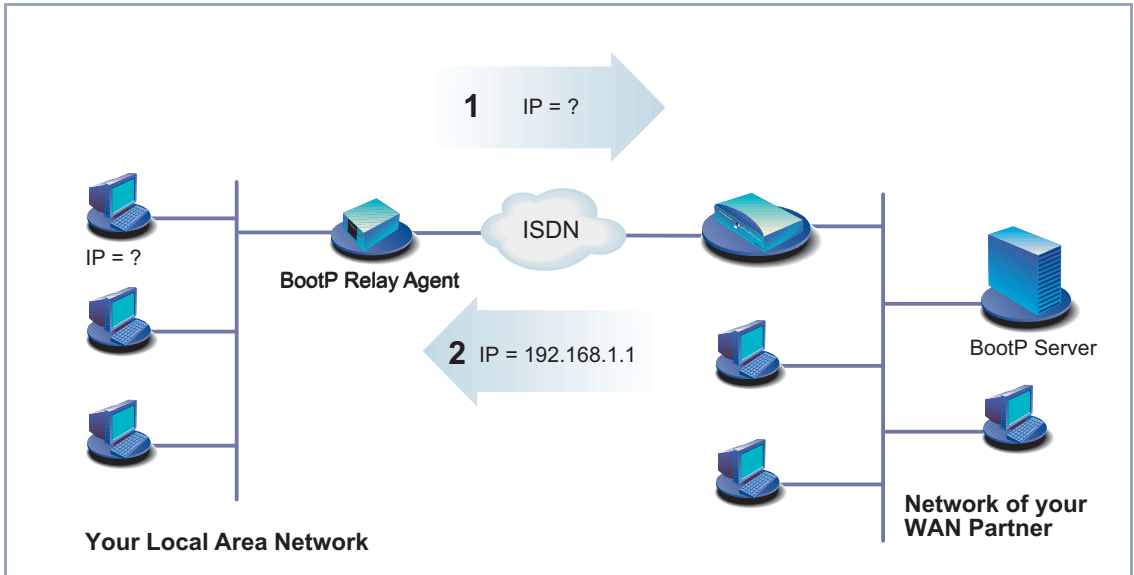 1 IP = ?
ISDN
IP = ?
BootP Relay Agent
2 IP = 192.168.1.1
BootP Server
Network of your
WAN Partner
Your Local Area Network